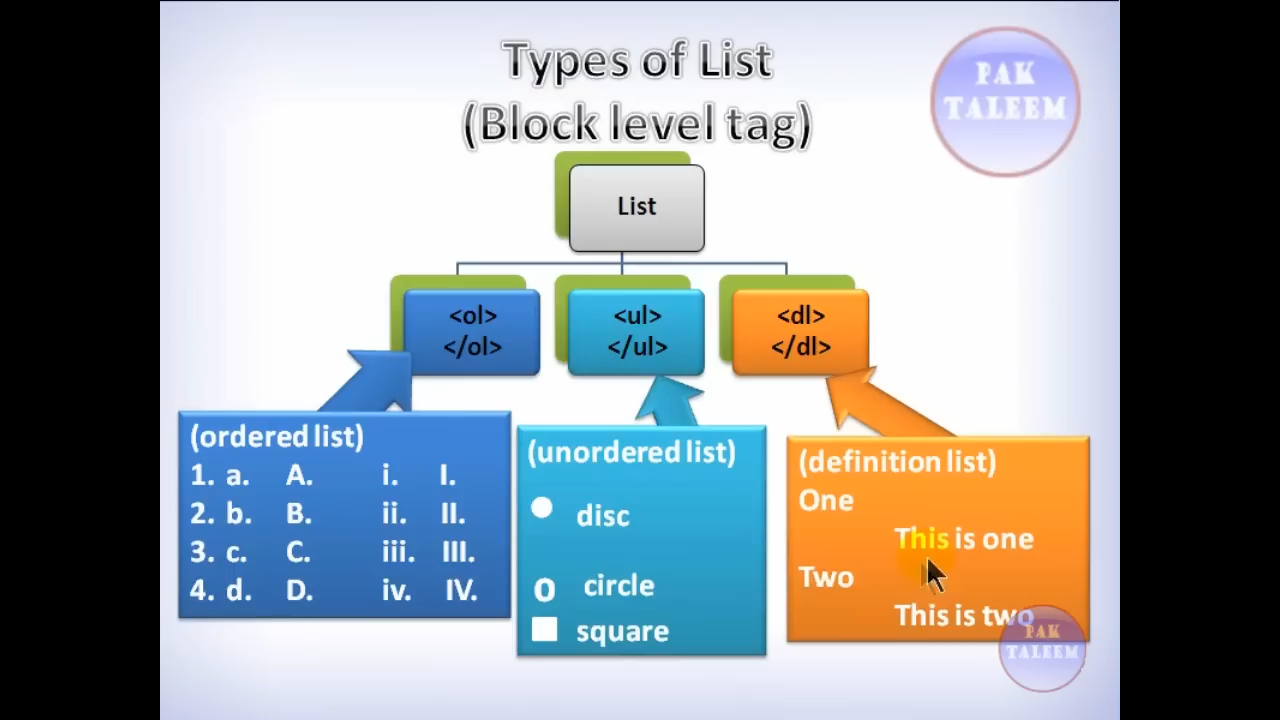 Types of List
(Block level tag)
PAK
TALEEM
List
<ol>
</ol>
<ul>
</ul>
<dl>
</dl>
(ordered list)
1. a. A. i. I.
2. b. B. ii. II.
3. c. C. iii. III.
4. d. D. iv. IV.
(unordered list)
disc
o circle
square
(definition list)
One
This is one
Two
This is two
PAK
TALEEM